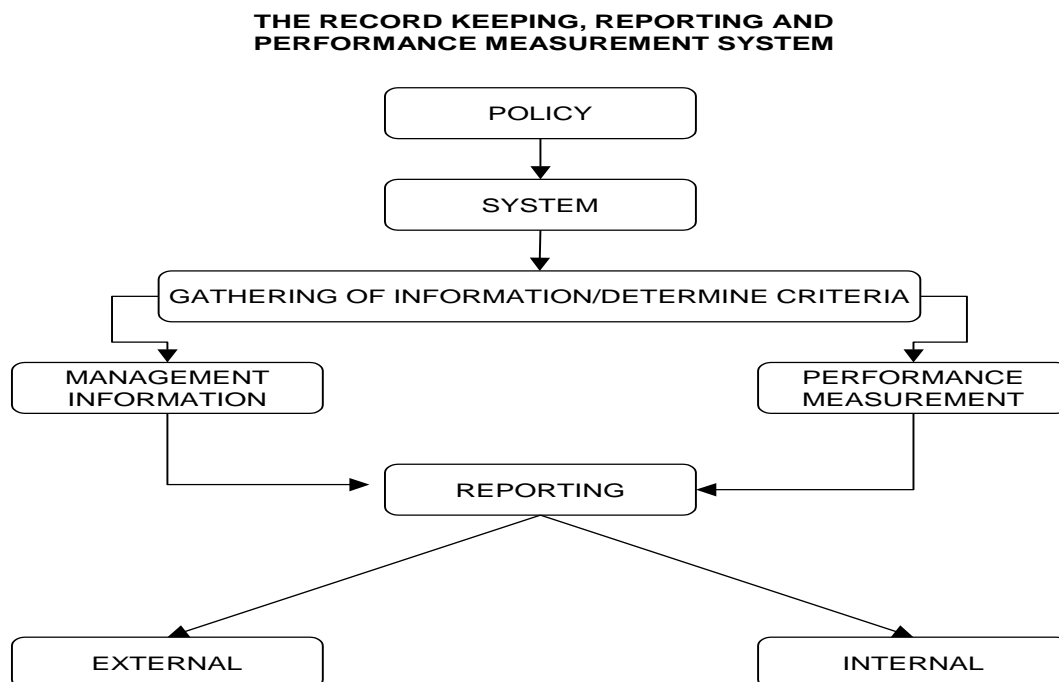 THE RECORD KEEPING, REPORTING AND
PERFORMANCE MEASUREMENT SYSTEM
POLICY
SYSTEM
GATHERING OF INFORMATION/DETERMINE CRITERIA
MANAGEMENT
INFORMATION
PERFORMANCE
MEASUREMENT
REPORTING
EXTERNAL
INTERNAL